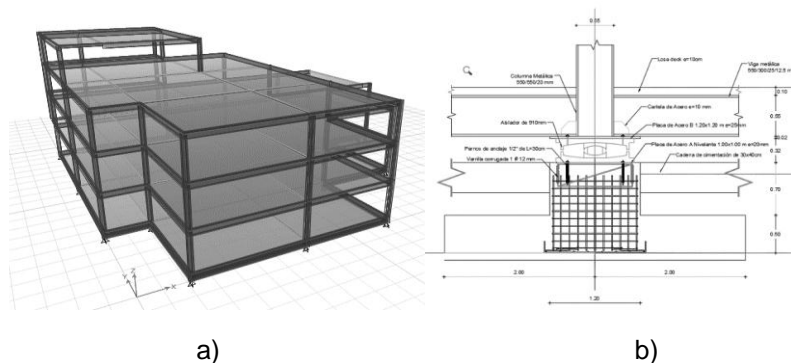 0.55
Losa deck e=10cm
Viga metálica
Columna Metálica
550/550/20 mm
Cartela de Acero e=10 mm
Aislador de 910mm
Placa de Acero B 1.20x1.20 m e=25mm
Placa de Acero A Nivelante 1.00x1.00 m e=20mm
Pernos de anclaje 1/2" de L=30cm
Cadena de cimentación de 30x40cm
Varilla corrugada 1 Ø 12 mm
0.10
0.55
0.32
0.70
0.50
2.00
2.00
1.20
Z
Y
X
a)
b)